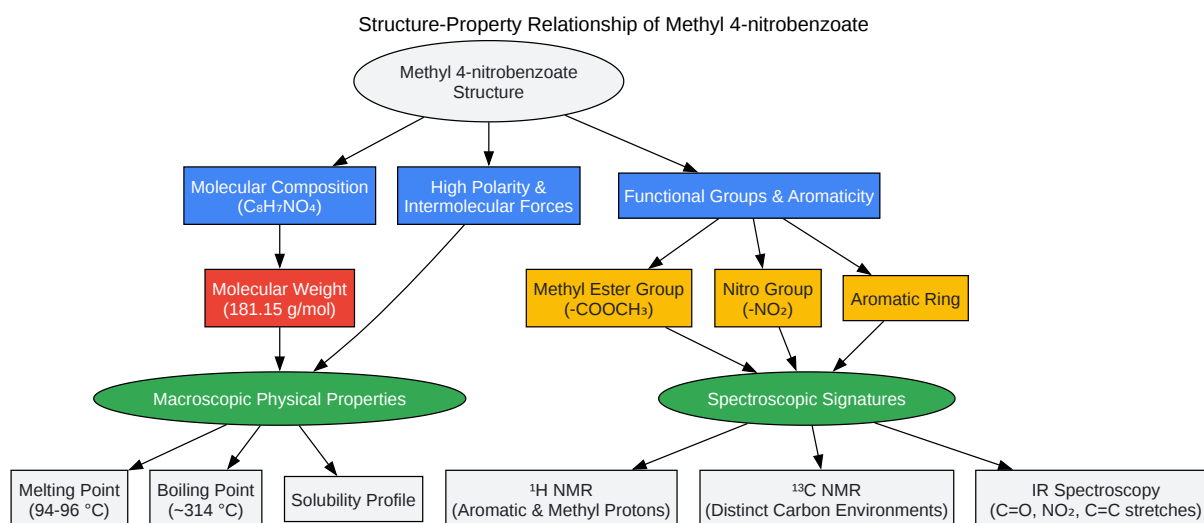 Structure-Property Relationship of Methyl 4-nitrobenzoate
Methyl 4-nitrobenzoate
Structure
Molecular Composition
(C₈H₇NO₄)
High Polarity &
Intermolecular Forces
Functional Groups & Aromaticity
Molecular Weight
(181.15 g/mol)
Methyl Ester Group
(-COOCH₃)
Nitro Group
(-NO₂)
Aromatic Ring
Macroscopic Physical Properties
Spectroscopic Signatures
Melting Point
(94-96 °C)
Boiling Point
(~314 °C)
Solubility Profile
¹H NMR
(Aromatic & Methyl Protons)
¹³C NMR
(Distinct Carbon Environments)
IR Spectroscopy
(C=O, NO₂, C=C stretches)